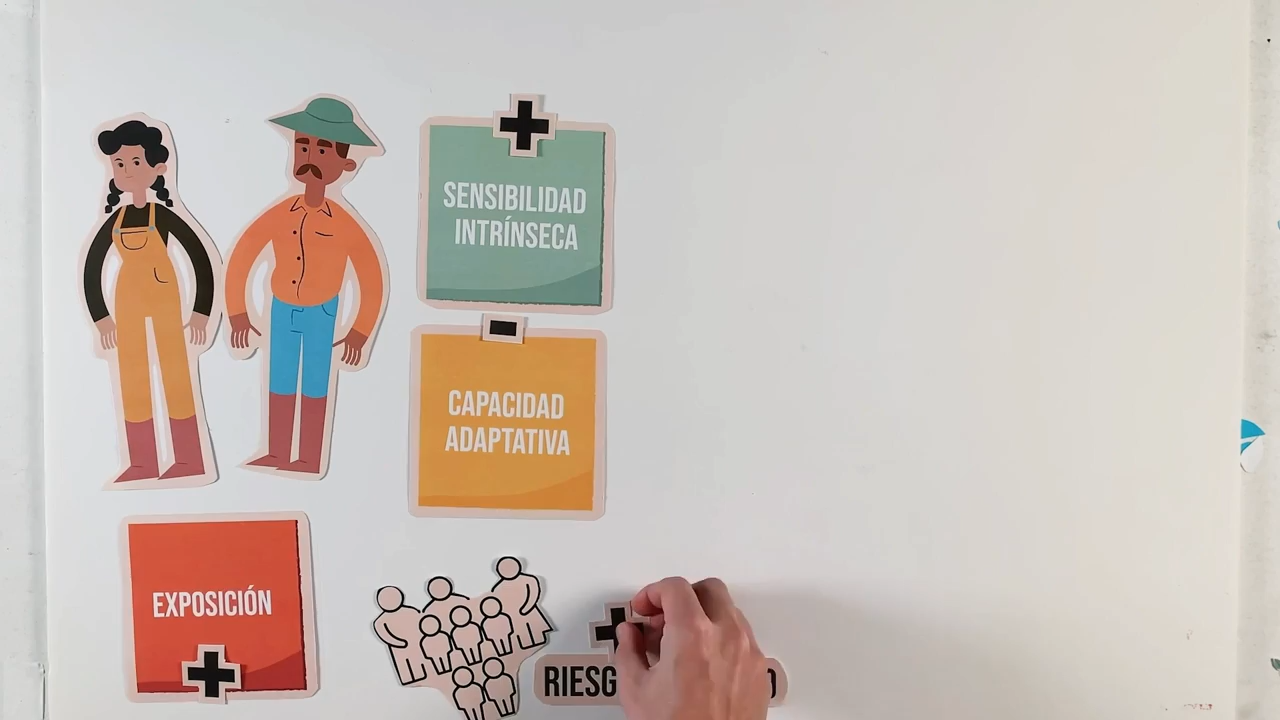 SENSIBILIDAD
INTRÍNSECA
CAPACIDAD
ADAPTATIVA
EXPOSICIÓN